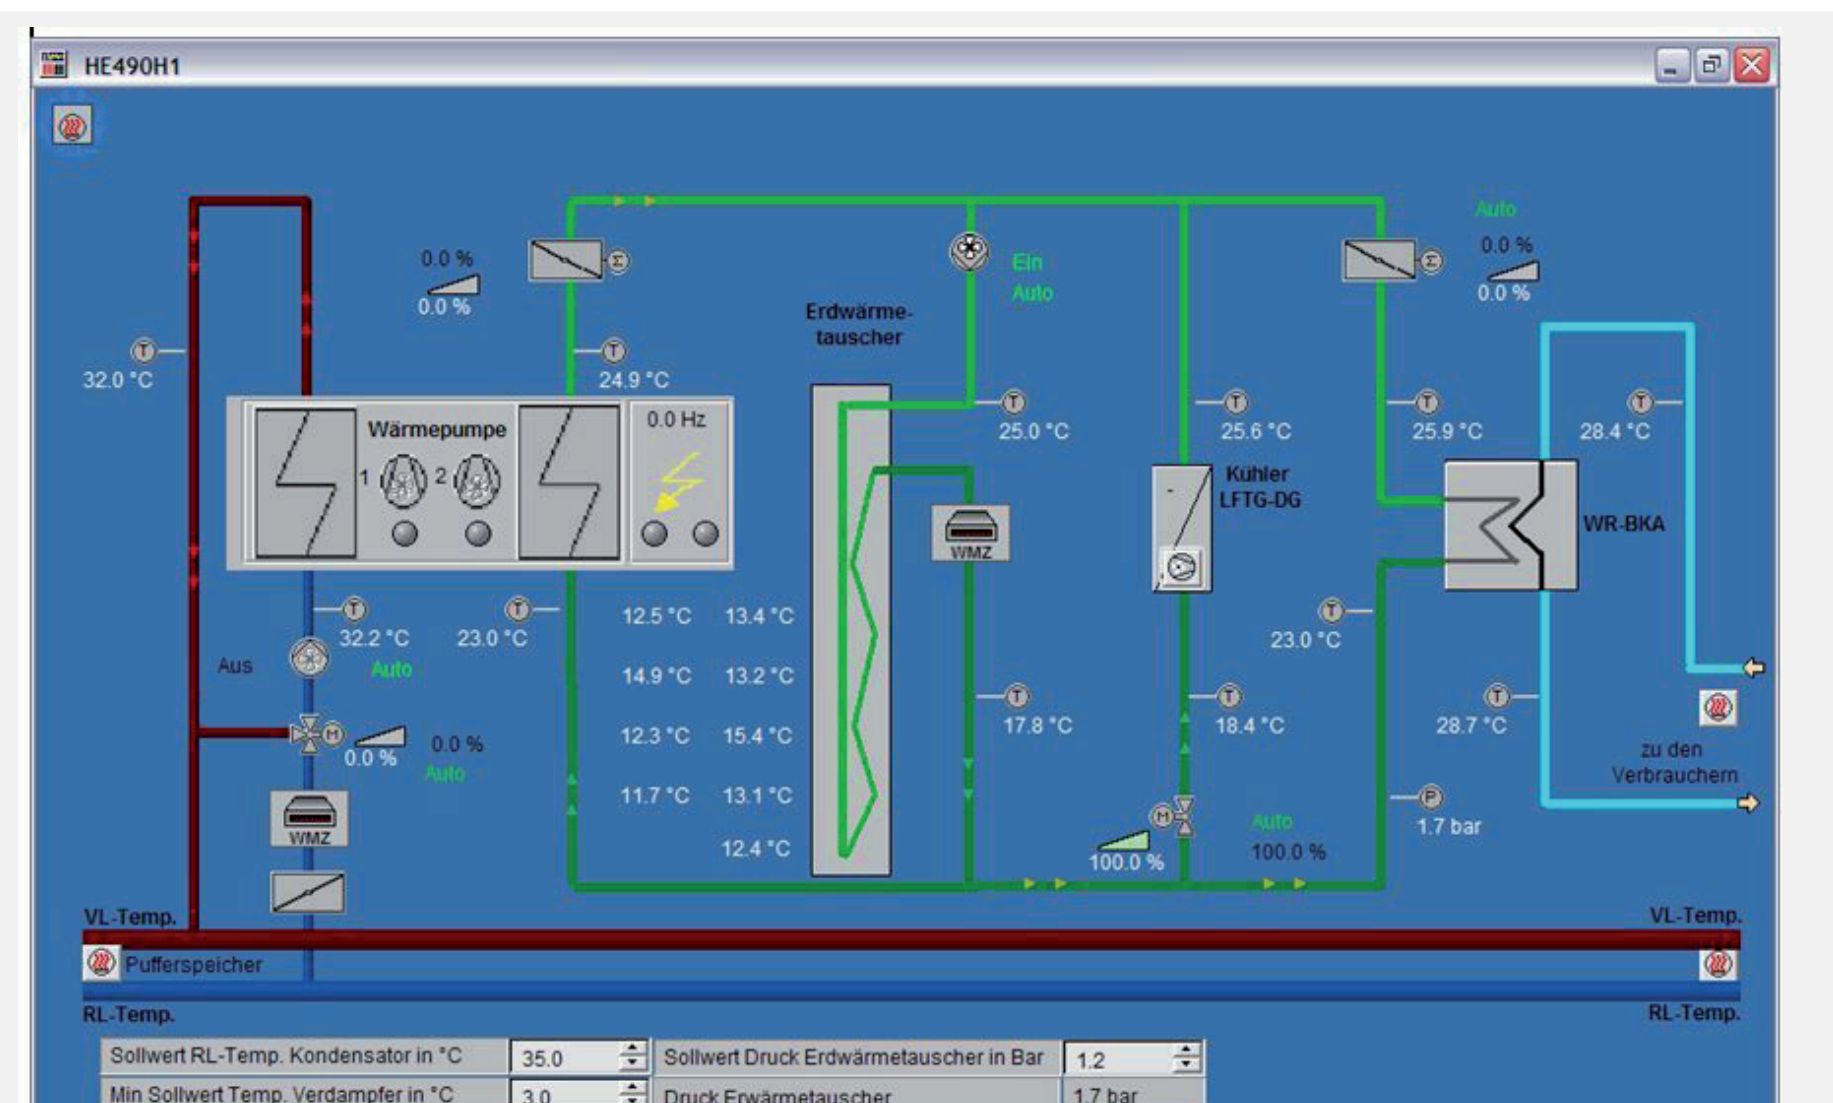 HE490H1
Auto
0.0 %
0.0 %
0.0 %
0.0 %
Ein
Auto
Erdwärme-
tauscher
T
32.0 °C
T
24.9 °C
T
25.0 °C
T
25.6 °C
T
25.9 °C
T
28.4 °C
Wärmepumpe
1
2
0.0 Hz
Kühler
LFTG-DG
WR-BKA
WMZ
T
32.2 °C
Aus
Auto
T
23.0 °C
12.5 °C 13.4 °C
14.9 °C 13.2 °C
12.3 °C 15.4 °C
11.7 °C 13.1 °C
12.4 °C
T
23.0 °C
T
17.8 °C
T
18.4 °C
T
28.7 °C
M
0.0 %
0.0 %
Auto
zu den
Verbrauchern
WMZ
M
100.0 %
Auto
100.0 %
P
1.7 bar
VL-Temp.
VL-Temp.
Pufferspeicher
RL-Temp.
RL-Temp.
Sollwert RL-Temp. Kondensator in °C 35.0 Sollwert Druck Erdwärmetauscher in Bar 1.2
Min Sollwert Temp. Verdampfer in °C 3.0 Druck Erwärmetauscher 1.7 bar